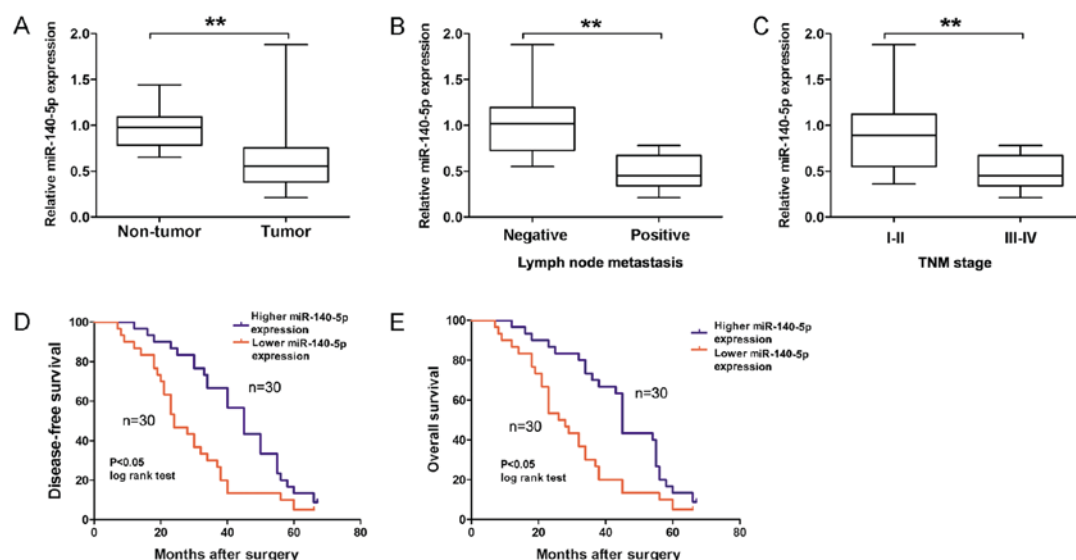 A
Relative miR-140-5p expression
2.0
1.5
1.0
0.5
0.0
**
Non-tumor
Tumor
B
Relative miR-140-5p expression
2.0
1.5
1.0
0.5
0.0
**
Negative
Positive
Lymph node metastasis
C
Relative miR-140-5p expression
2.0
1.5
1.0
0.5
0.0
**
I-II
III-IV
TNM stage
D
Disease-free survival
100
80
60
40
20
0
Higher miR-140-5p
expression
Lower miR-140-5p
expression
n=30
n=30
P<0.05
log rank test
0
20
40
60
80
Months after surgery
E
Overall survival
100
80
60
40
20
0
Higher miR-140-5p
expression
Lower miR-140-5p
expression
n=30
n=30
P<0.05
log rank test
0
20
40
60
80
Months after surgery